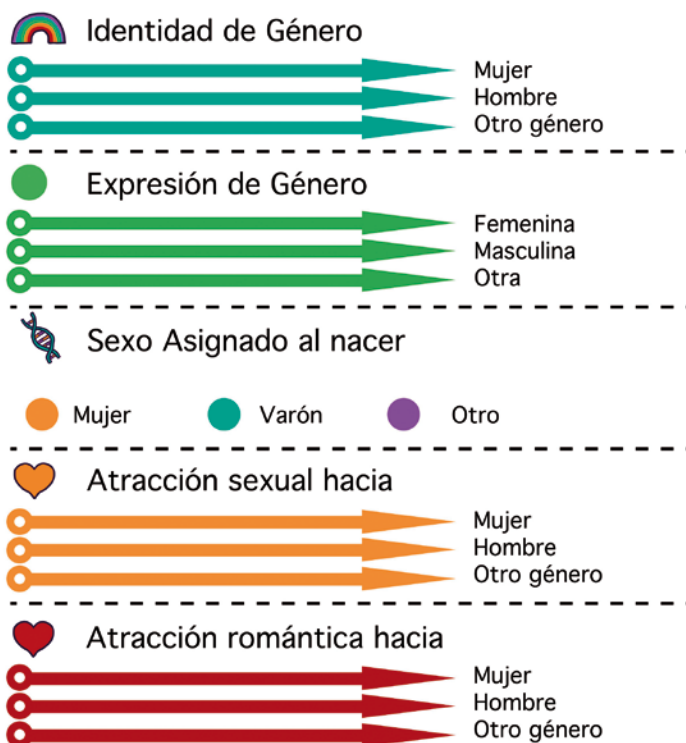 Identidad de Género
Mujer
Hombre
Otro género
Expresión de Género
Femenina
Masculina
Otra
Sexo Asignado al nacer
Mujer Varón Otro
Atracción sexual hacia
Mujer
Hombre
Otro género
Atracción romántica hacia
Mujer
Hombre
Otro género